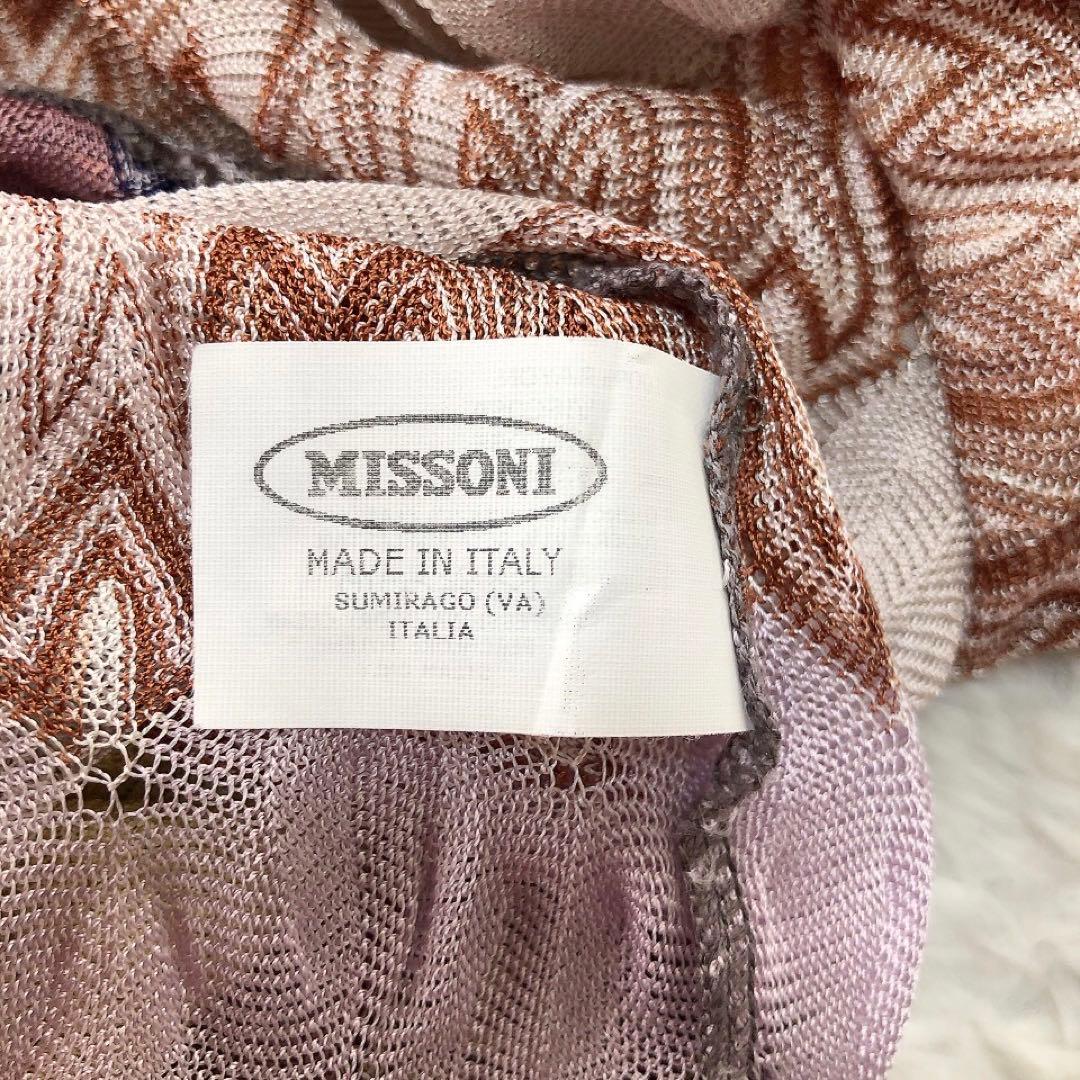 MISSONI
MADE IN ITALY
SUMIRAGO (VA)
ITALIA